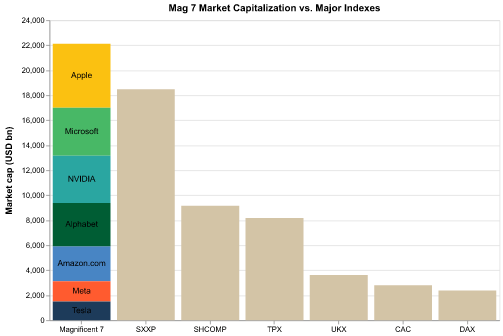 Mag 7 Market Capitalization vs. Major Indexes
Market cap (USD bn)
24,000
22,000
20,000
18,000
16,000
14,000
12,000
10,000
8,000
6,000
4,000
2,000
0
Apple
Microsoft
NVIDIA
Alphabet
Amazon.com
Meta
Tesla
Magnificent 7 SXXP SHCOMP TPX UKX CAC DAX